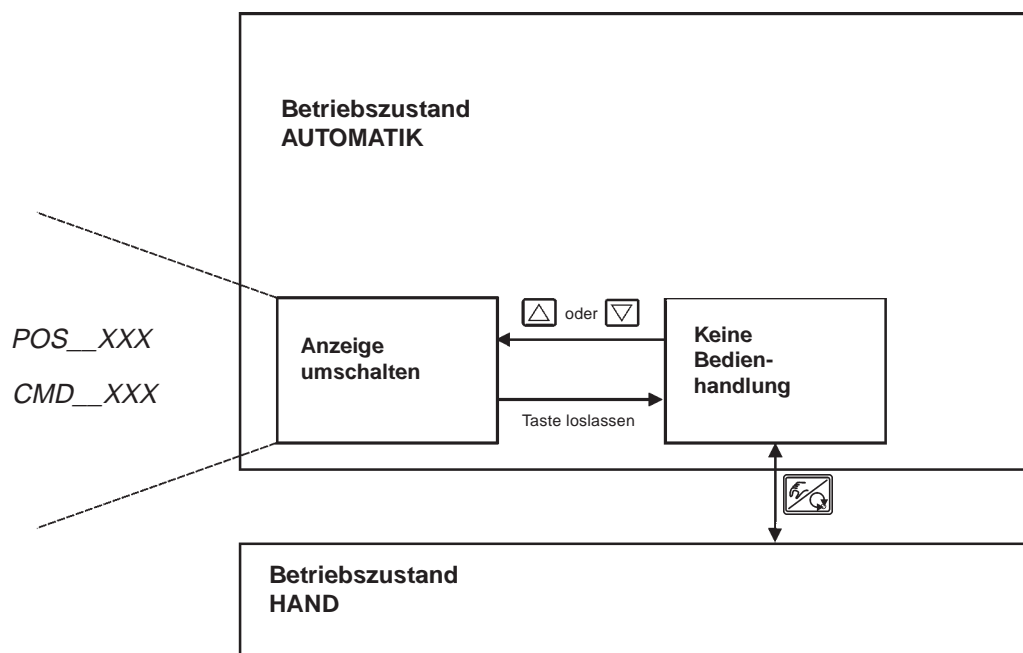 Betriebszustand
AUTOMATIK
POS__XXX
CMD__XXX
Anzeige
umschalten
oder
Taste loslassen
Keine
Bedien-
handlung
Betriebszustand
HAND